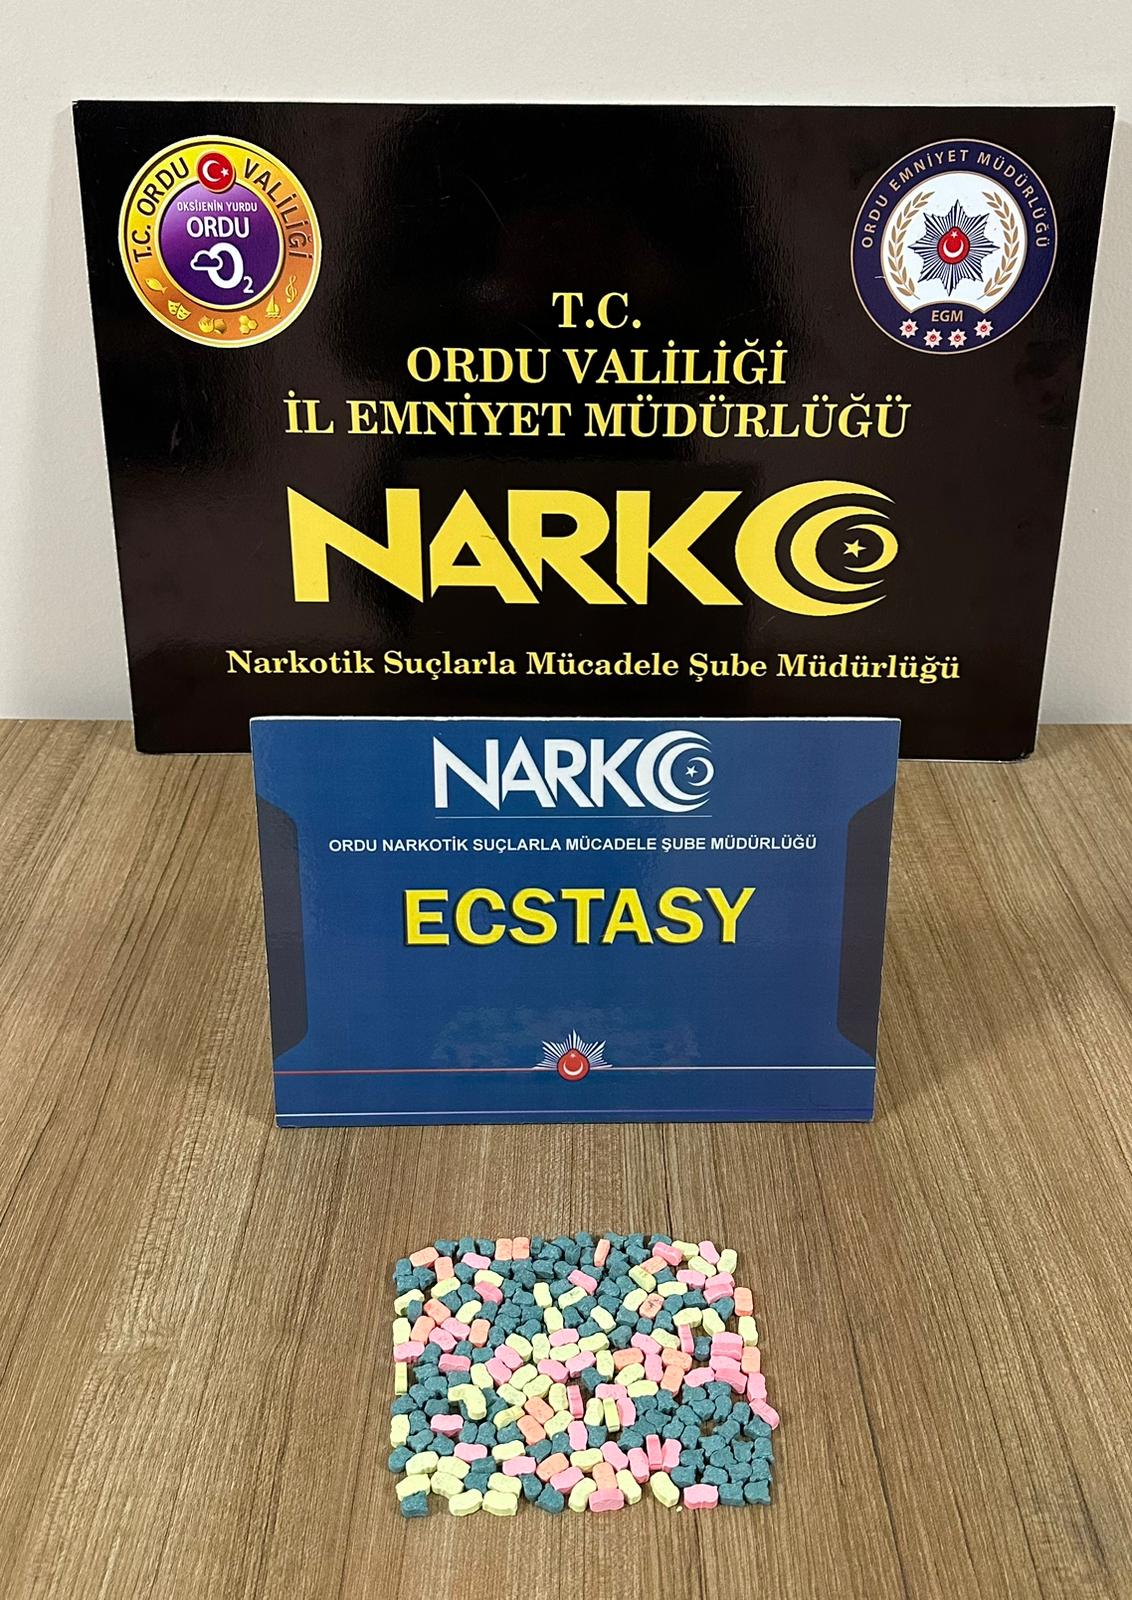 T.C. ORDU VALİLİĞİ
OKSİJENİN YURDU
ORDU
O2
ORDU EMNİYET MÜDÜRLÜĞÜ
EGM
T.C.
ORDU VALİLİĞİ
İL EMNİYET MÜDÜRLÜĞÜ
NARKO
Narkotik Suçlarla Mücadele Şube Müdürlüğü
NARKO
ORDU NARKOTİK SUÇLARLA MÜCADELE ŞUBE MÜDÜRLÜĞÜ
ECSTASY